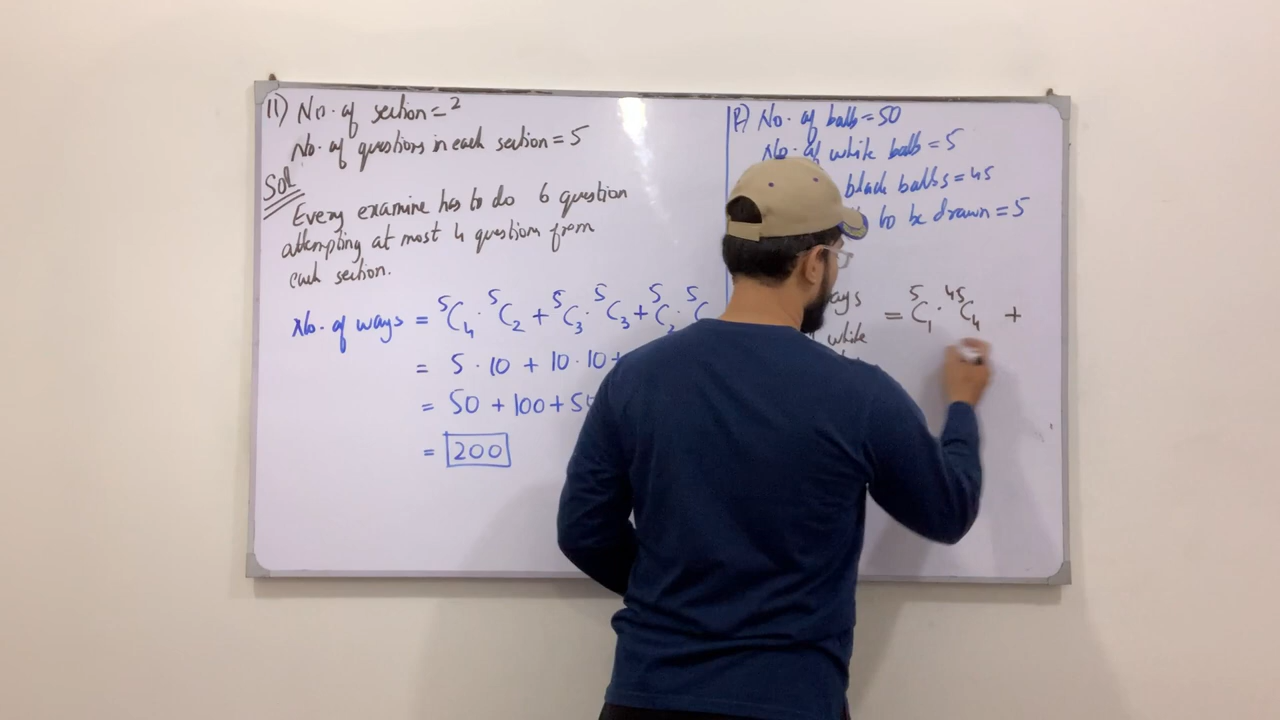 11) No. of section = 2
No. of questions in each section = 5
Sol
Every examine has to do 6 question
attempting at most 4 question from
each section.
No. of ways = ⁵C₄ · ⁵C₂ + ⁵C₃ · ⁵C₃ + ⁵C₂ · ⁵C
= 5 · 10 + 10 · 10 +
= 50 + 100 + 5
= 200
No. of balls = 50
No. of white balls = 5
black balls = 45
to be drawn = 5
ways = ⁵C₁ · ⁴⁵C₄ +
white